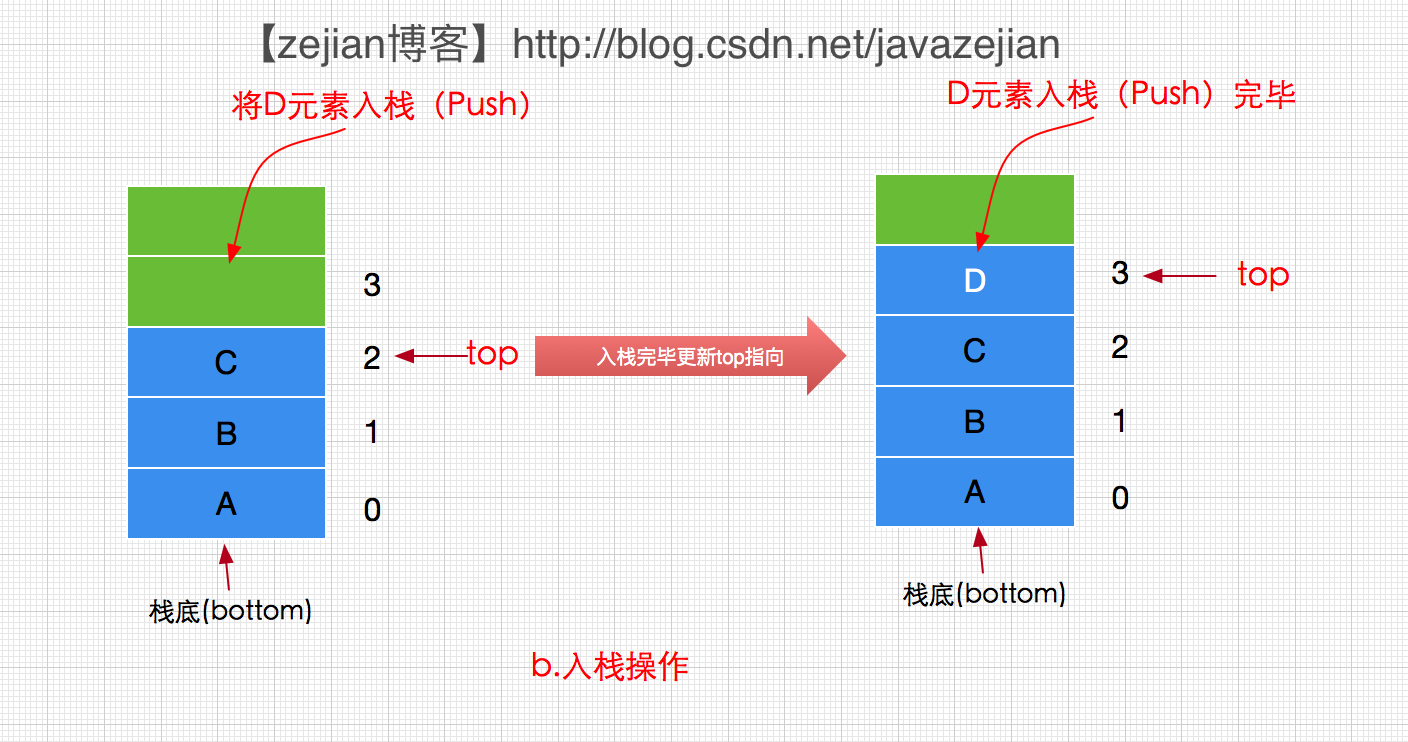 【zejian博客】http://blog.csdn.net/javazejian
将D元素入栈（Push）
3
C
2
top
B
1
A
0
栈底(bottom)
入栈完毕更新top指向
D元素入栈（Push）完毕
D
3
top
C
2
B
1
A
0
栈底(bottom)
b.入栈操作